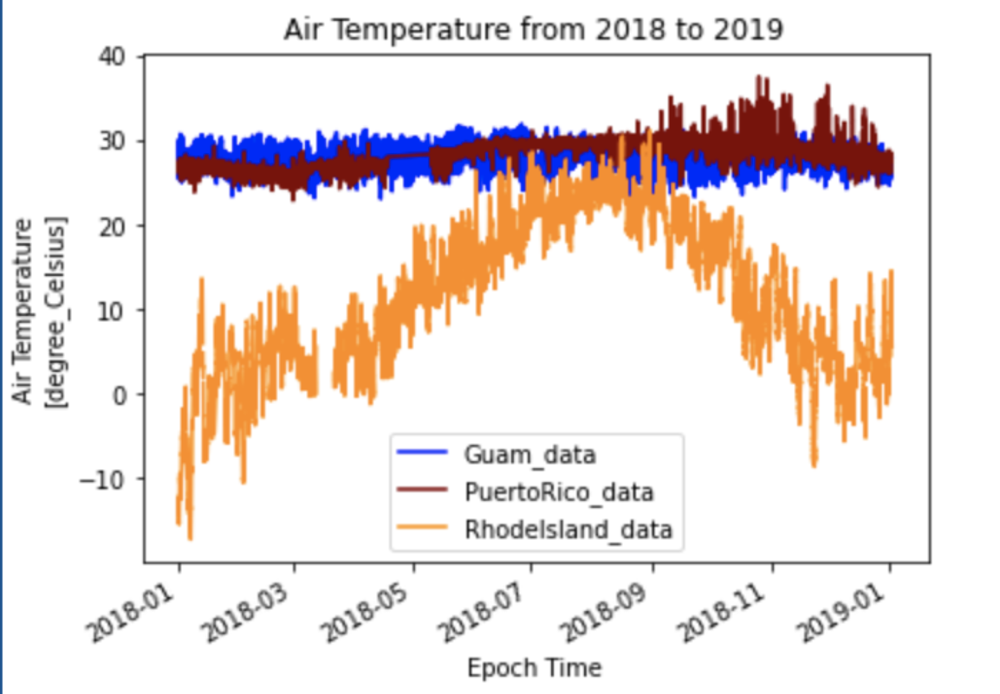 Air Temperature from 2018 to 2019
40
30
20
10
0
−10
Air Temperature
[degree_Celsius]
Guam_data
PuertoRico_data
RhodeIsland_data
2018-01
2018-03
2018-05
2018-07
2018-09
2018-11
2019-01
Epoch Time